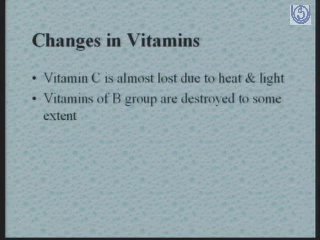 Changes in Vitamins
• Vitamin C is almost lost due to heat & light
• Vitamins of B group are destroyed to some
extent